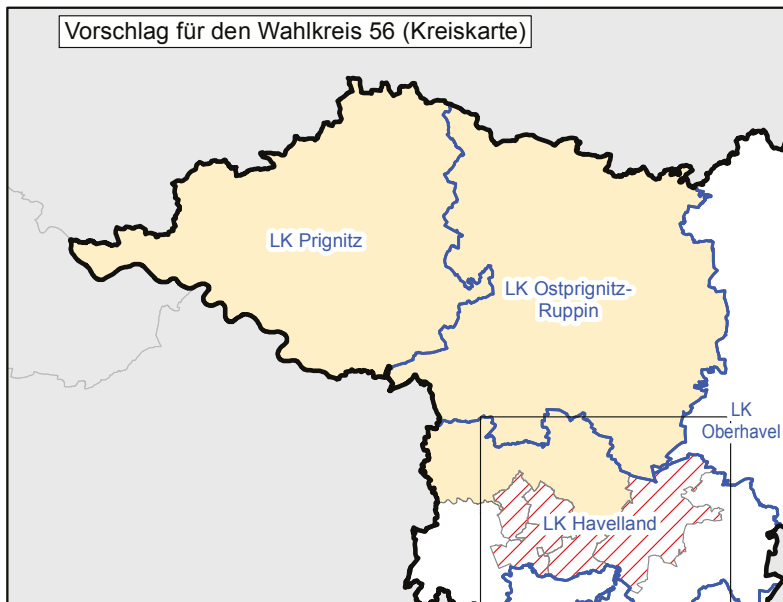 Vorschlag für den Wahlkreis 56 (Kreiskarte)
LK Prignitz
LK Ostprignitz-
Ruppin
LK
Oberhavel
LK Havelland